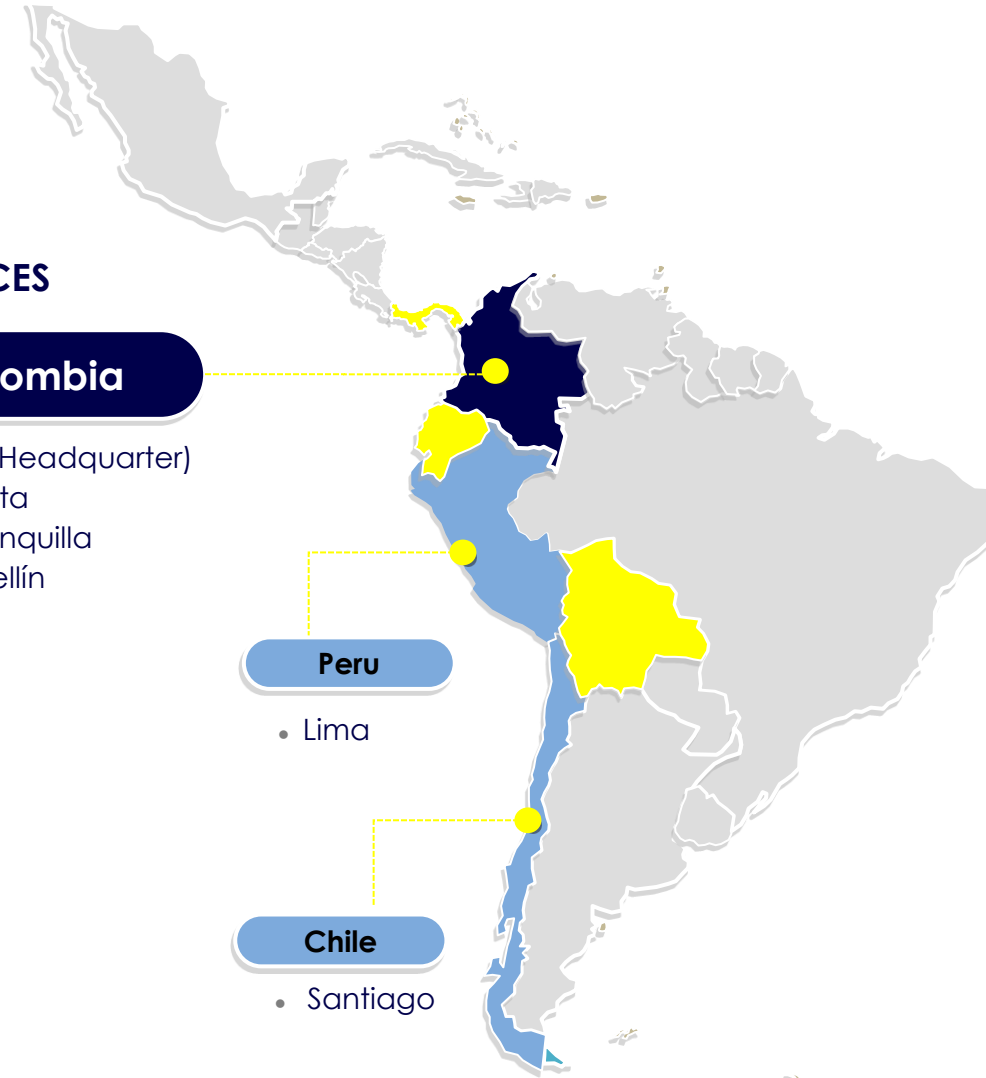 CES
ombia
Headquarter)
ta
nquilla
ellín
Peru
• Lima
Chile
• Santiago